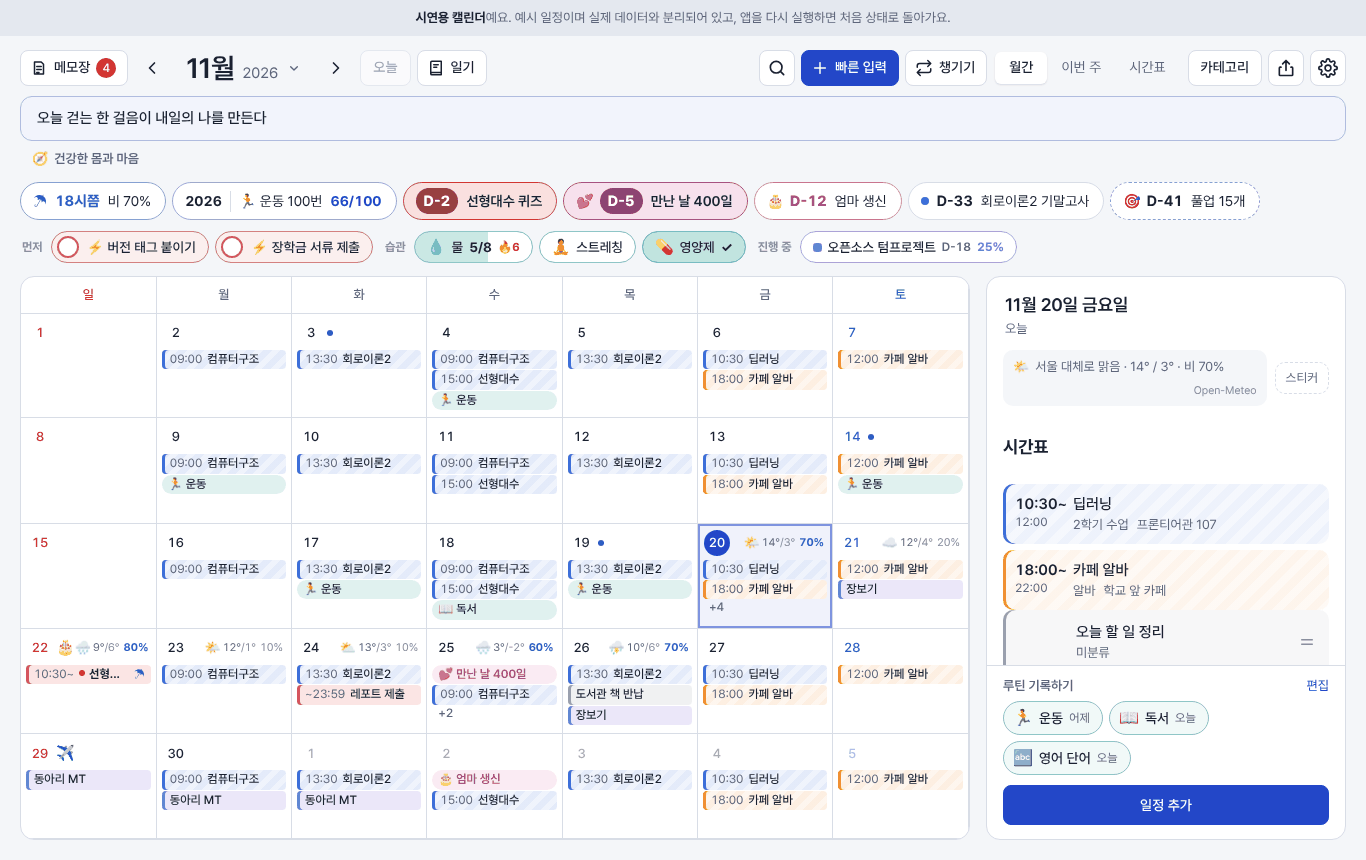 시연용 캘린더예요. 예시 일정이며 실제 데이터와 분리되어 있고, 앱을 다시 실행하면 처음 상태로 돌아가요.
메모장 4 11월 2026 오늘 일기 빠른 입력 챙기기 월간 이번 주 시간표 카테고리
오늘 걷는 한 걸음이 내일의 나를 만든다
🧭 건강한 몸과 마음
☂️ 18시쯤 비 70% 2026 🏃 운동 100번 66/100 D-2 선형대수 퀴즈 💕 D-5 만난 날 400일 🎂 D-12 엄마 생신 D-33 회로이론2 기말고사 🎯 D-41 풀업 15개
먼저 ⚡ 버전 태그 붙이기 ⚡ 장학금 서류 제출 습관 💧 물 5/8 🔥6 🧘 스트레칭 💊 영양제 ✓ 진행 중 오픈소스 텀프로젝트 D-18 25%
일 월 화 수 목 금 토
1 2 3 4 5 6 7
09:00 컴퓨터구조 13:30 회로이론2 09:00 컴퓨터구조 13:30 회로이론2 10:30 딥러닝 12:00 카페 알바
15:00 선형대수 18:00 카페 알바
🏃 운동
8 9 10 11 12 13 14
09:00 컴퓨터구조 13:30 회로이론2 09:00 컴퓨터구조 13:30 회로이론2 10:30 딥러닝 12:00 카페 알바
🏃 운동 15:00 선형대수 18:00 카페 알바 🏃 운동
15 16 17 18 19 20 14°/3° 70% 21 12°/4° 20%
09:00 컴퓨터구조 13:30 회로이론2 09:00 컴퓨터구조 13:30 회로이론2 10:30 딥러닝 12:00 카페 알바
🏃 운동 15:00 선형대수 🏃 운동 18:00 카페 알바 장보기
📖 독서 +4
22 🎂 9°/6° 80% 23 12°/1° 10% 24 13°/3° 10% 25 3°/-2° 60% 26 10°/6° 70% 27 28
10:30~ 선형... ☂️ 09:00 컴퓨터구조 13:30 회로이론2 💕 만난 날 400일 13:30 회로이론2 10:30 딥러닝 12:00 카페 알바
~23:59 레포트 제출 09:00 컴퓨터구조 도서관 책 반납 18:00 카페 알바
+2 장보기
29 ✈️ 30 1 2 3 4 5
동아리 MT 09:00 컴퓨터구조 13:30 회로이론2 🎂 엄마 생신 13:30 회로이론2 10:30 딥러닝 12:00 카페 알바
동아리 MT 동아리 MT 15:00 선형대수 18:00 카페 알바
11월 20일 금요일
오늘
🌤️ 서울 대체로 맑음 · 14° / 3° · 비 70%
Open-Meteo
스티커
시간표
10:30~ 딥러닝
12:00 2학기 수업 프론티어관 107
18:00~ 카페 알바
22:00 알바 학교 앞 카페
오늘 할 일 정리
미분류
루틴 기록하기 편집
🏃 운동 어제 📖 독서 오늘
🔤 영어 단어 오늘
일정 추가